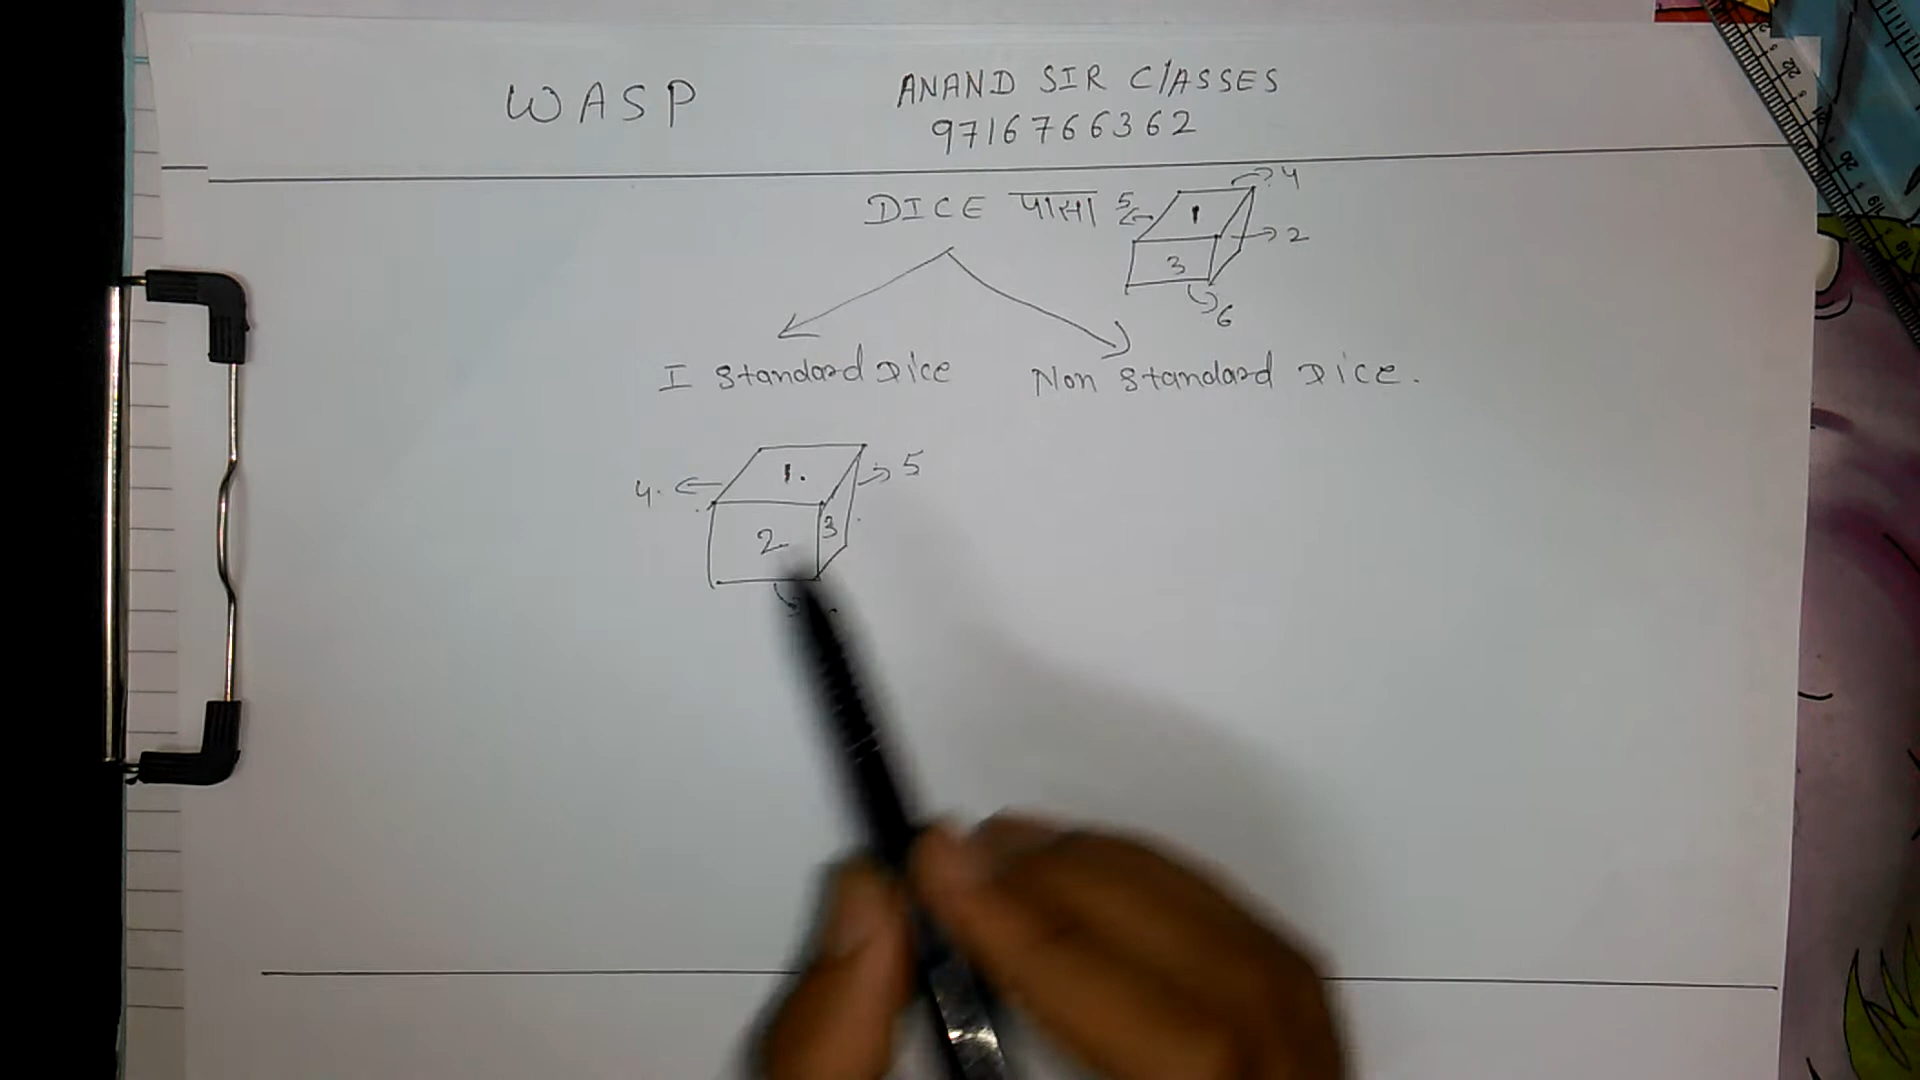 WASP
ANAND SIR ClASSES
9716766362
DICE पासा
5
1
4
2
3
6
I Standard Dice
Non Standard Dice.
4.
1.
5
2
3